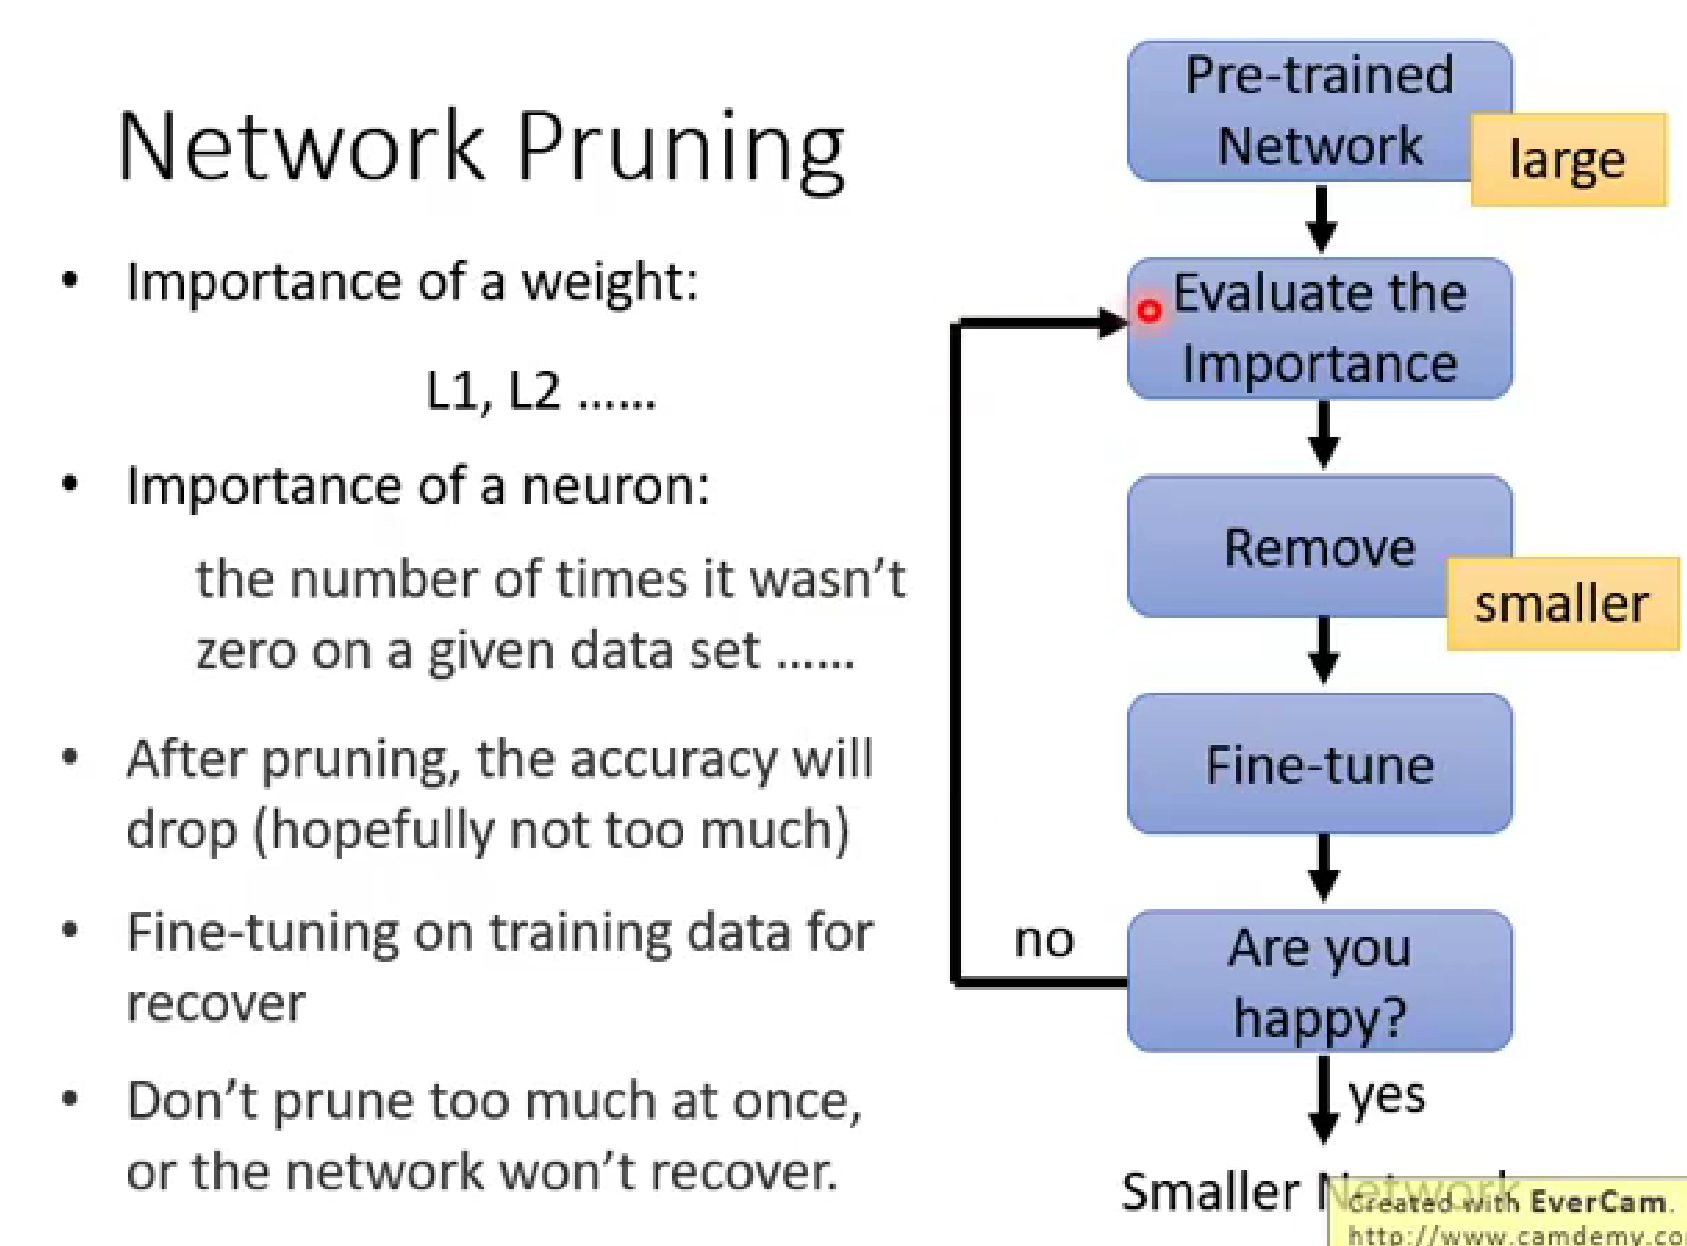 Network Pruning
• Importance of a weight:
L1, L2 ……
• Importance of a neuron:
the number of times it wasn’t
zero on a given data set ……
• After pruning, the accuracy will
drop (hopefully not too much)
• Fine-tuning on training data for
recover
• Don’t prune too much at once,
or the network won’t recover.
Pre-trained
Network
large
Evaluate the
Importance
Remove
smaller
Fine-tune
Are you
happy?
no
yes
Smaller Network
Created with EverCam.
http://www.camdemy.co